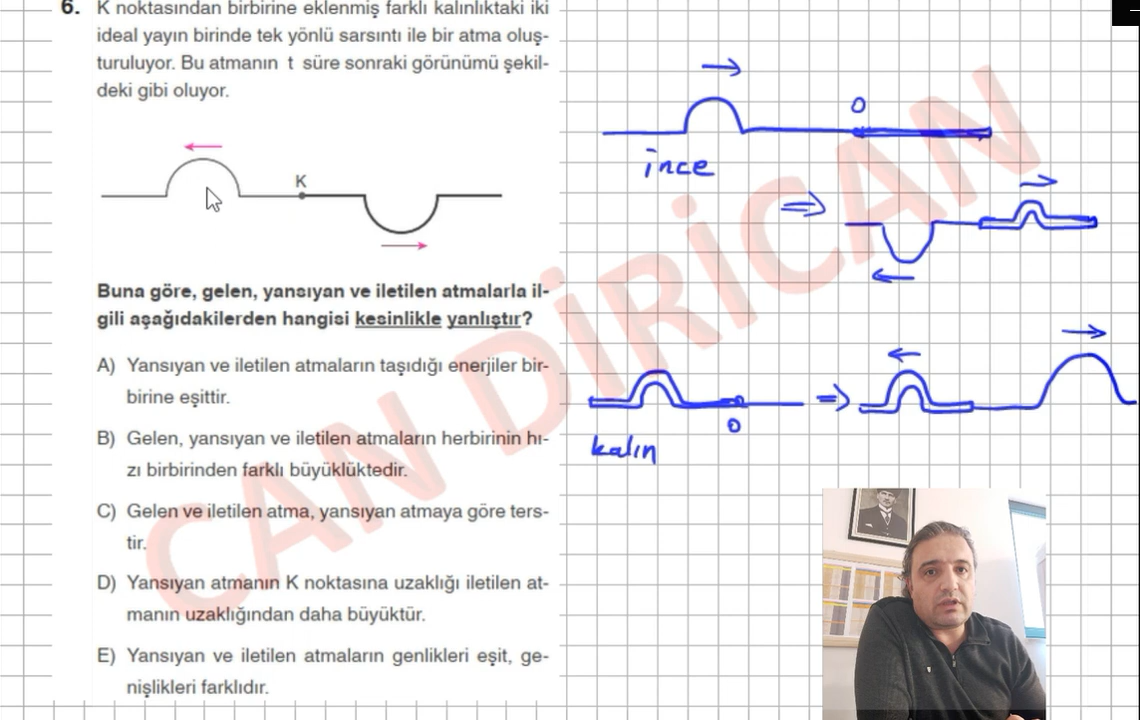 6. K noktasından birbirine eklenmiş farklı kalınlıktaki iki
ideal yayın birinde tek yönlü sarsıntı ile bir atma oluş-
turuluyor. Bu atmanın t süre sonraki görünümü şekil-
deki gibi oluyor.
K
Buna göre, gelen, yansıyan ve iletilen atmalarla il-
gili aşağıdakilerden hangisi kesinlikle yanlıştır?
A) Yansıyan ve iletilen atmaların taşıdığı enerjiler bir-
birine eşittir.
B) Gelen, yansıyan ve iletilen atmaların herbirinin hı-
zı birbirinden farklı büyüklüktedir.
C) Gelen ve iletilen atma, yansıyan atmaya göre ters-
tir.
D) Yansıyan atmanın K noktasına uzaklığı iletilen at-
manın uzaklığından daha büyüktür.
E) Yansıyan ve iletilen atmaların genlikleri eşit, ge-
nişlikleri farklıdır.
O
ince
⇒
O
⇒
kalın
CAN DİRİCAN